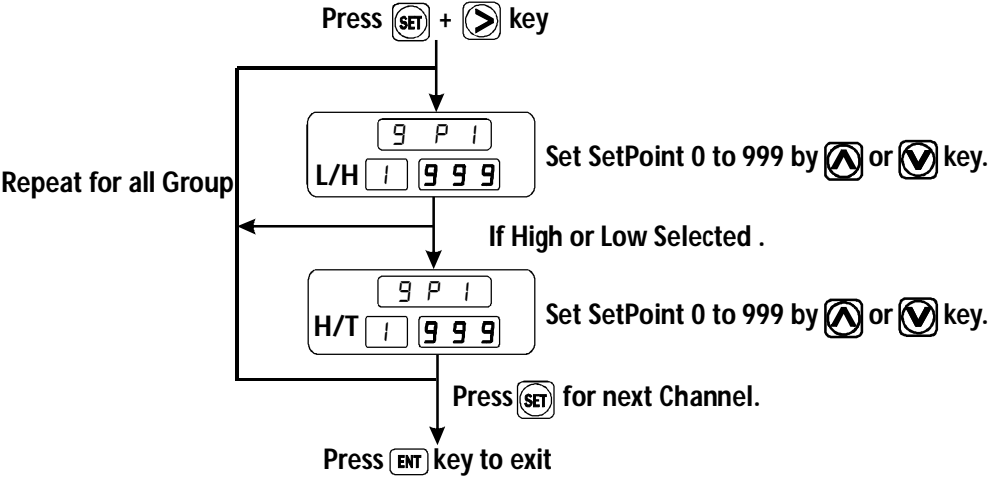 Press SET + > key
g P 1
L/H 1 999
Set SetPoint 0 to 999 by or key.
Repeat for all Group
If High or Low Selected .
g P 1
H/T 1 999
Set SetPoint 0 to 999 by or key.
Press SET for next Channel.
Press ENT key to exit